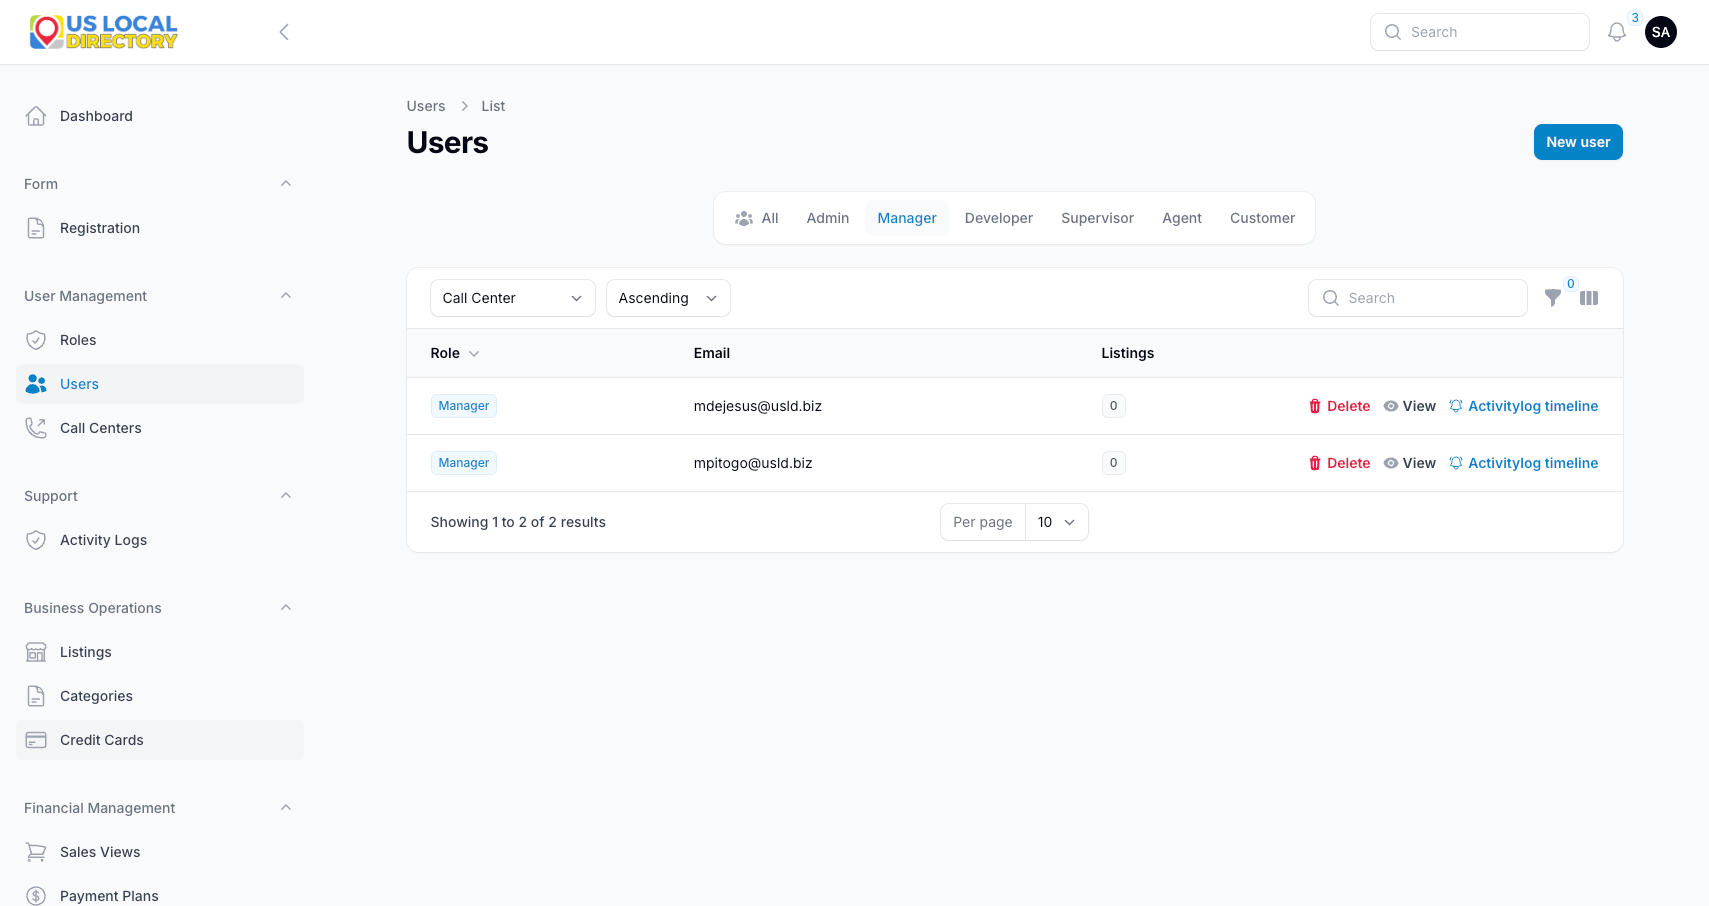 US LOCAL
DIRECTORY
Search
3
SA
Dashboard
Form
Registration
User Management
Roles
Users
Call Centers
Support
Activity Logs
Business Operations
Listings
Categories
Credit Cards
Financial Management
Sales Views
Payment Plans
Users > List
Users
New user
All Admin Manager Developer Supervisor Agent Customer
Call Center Ascending Search 0
Role Email Listings
Manager mdejesus@usld.biz 0 Delete View Activitylog timeline
Manager mpitogo@usld.biz 0 Delete View Activitylog timeline
Showing 1 to 2 of 2 results Per page 10